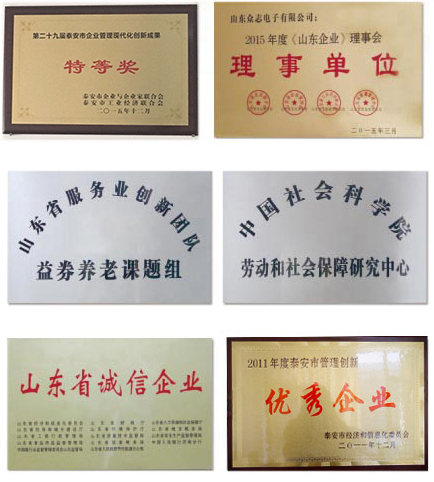 第二十九届泰安市企业管理现代化创新成果
特等奖
泰安市企业与企业家联合会
泰安市工业经济联合会
二〇一五年十二月
山东众志电子有限公司：
2015年度《山东企业》理事会
理事单位
二〇一五年三月
山东省服务业创新团队
益券养老课题组
中国社会科学院
劳动和社会保障研究中心
山东省诚信企业
2011年度泰安市管理创新
优秀企业
泰安市经济和信息化委员会
二〇一一年十二月